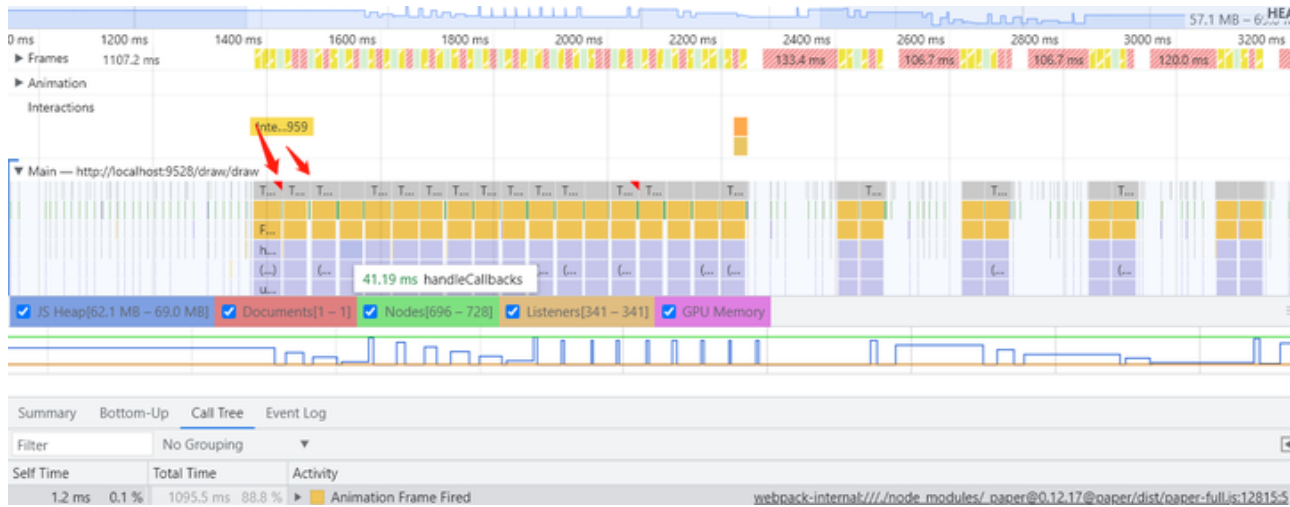 57.1 MB – 6
HEA
0 ms 1200 ms 1400 ms 1600 ms 1800 ms 2000 ms 2200 ms 2400 ms 2600 ms 2800 ms 3000 ms 3200 ms
▶ Frames 1107.2 ms 133.4 ms 106.7 ms 106.7 ms 120.0 ms
▶ Animation
Interactions
Inte...959
▼ Main — http://localhost:9528/draw/draw
T... T... T... T... T... T... T... T... T... T... T... T... T... T... T... T...
F...
h...
(...) (... (... (... (... (... (... (... (...
u...
41.19 ms handleCallbacks
JS Heap[62.1 MB – 69.0 MB] Documents[1 – 1] Nodes[696 – 728] Listeners[341 – 341] GPU Memory
Summary Bottom-Up Call Tree Event Log
Filter No Grouping ▼
Self Time Total Time Activity
1.2 ms 0.1 % 1095.5 ms 88.8 % ▶ Animation Frame Fired webpack-internal:///./node_modules/_paper@0.12.17@paper/dist/paper-full.js:12815:5